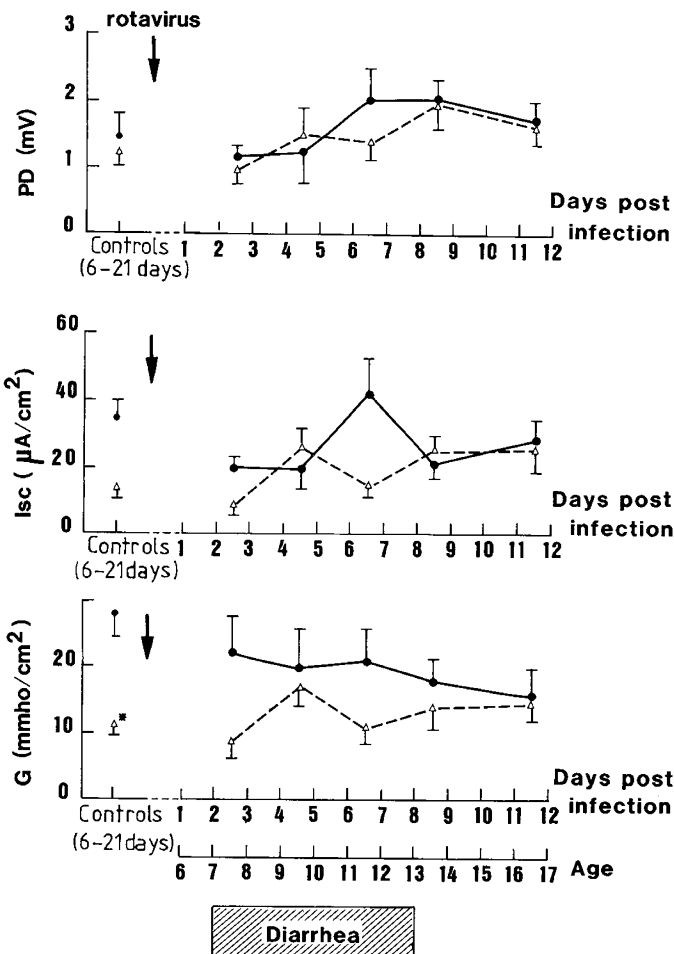 rotavirus
PD (mV)
3
2
1
0
Controls
(6-21 days)
1 2 3 4 5 6 7 8 9 10 11 12
Days post
infection
Isc ( μA/cm²)
60
40
20
0
Controls
(6-21days)
1 2 3 4 5 6 7 8 9 10 11 12
Days post
infection
G (mmho/cm²)
20
10
0
*
Controls
(6-21days)
1 2 3 4 5 6 7 8 9 10 11 12
Days post
infection
6 7 8 9 10 11 12 13 14 15 16 17
Age
Diarrhea